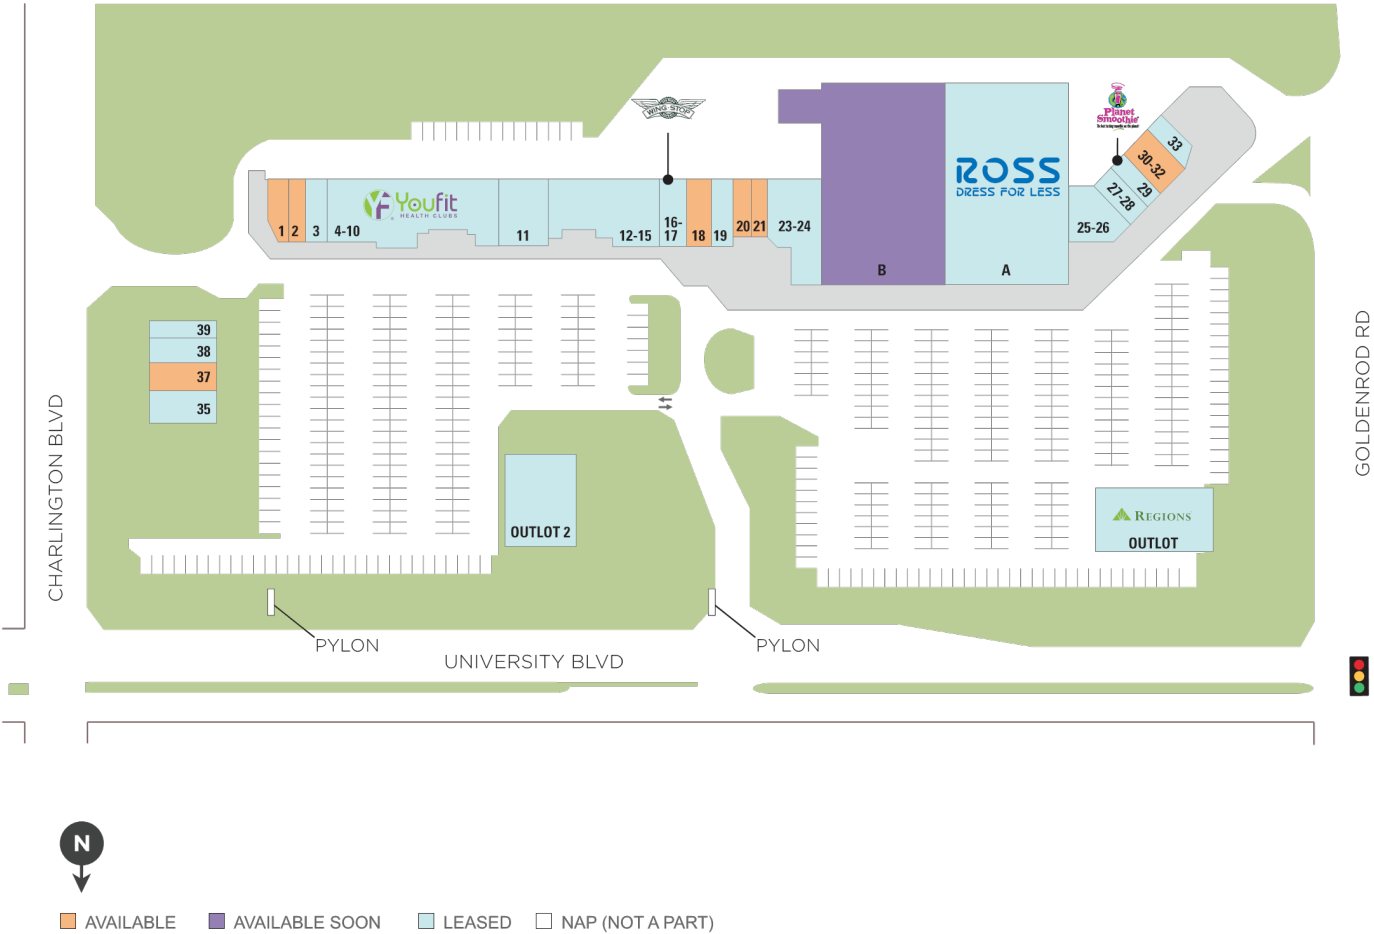 WING·STOP
Planet
Smoothie
ROSS
DRESS FOR LESS
33
30-32
29
27-28
25-26
Youfit
HEALTH CLUBS
1
2
3
4-10
11
12-15
16-
17
18
19
20
21
23-24
B
A
39
38
37
35
OUTLOT 2
REGIONS
OUTLOT
CHARLINGTON BLVD
GOLDENROD RD
PYLON
PYLON
UNIVERSITY BLVD
N
AVAILABLE
AVAILABLE SOON
LEASED
NAP (NOT A PART)